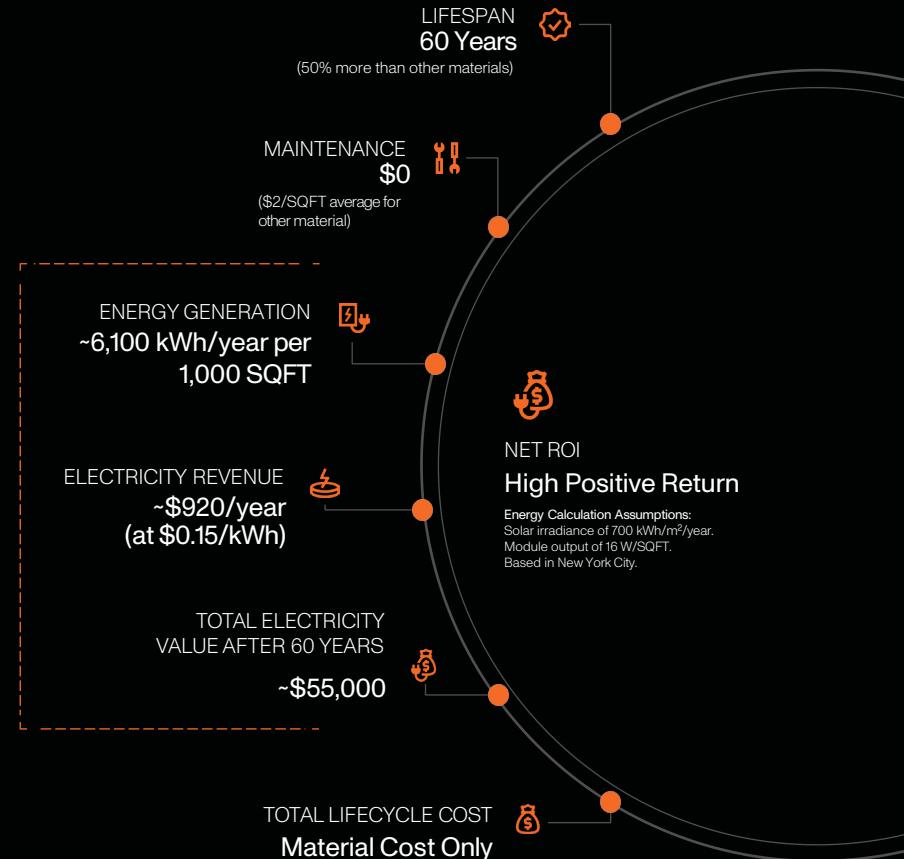 LIFESPAN
60 Years
(50% more than other materials)
MAINTENANCE
$0
($2/SQFT average for
other material)
ENERGY GENERATION
~6,100 kWh/year per
1,000 SQFT
ELECTRICITY REVENUE
~$920/year
(at $0.15/kWh)
TOTAL ELECTRICITY
VALUE AFTER 60 YEARS
~$55,000
TOTAL LIFECYCLE COST
Material Cost Only
NET ROI
High Positive Return
Energy Calculation Assumptions:
Solar irradiance of 700 kWh/m²/year.
Module output of 16 W/SQFT.
Based in New York City.